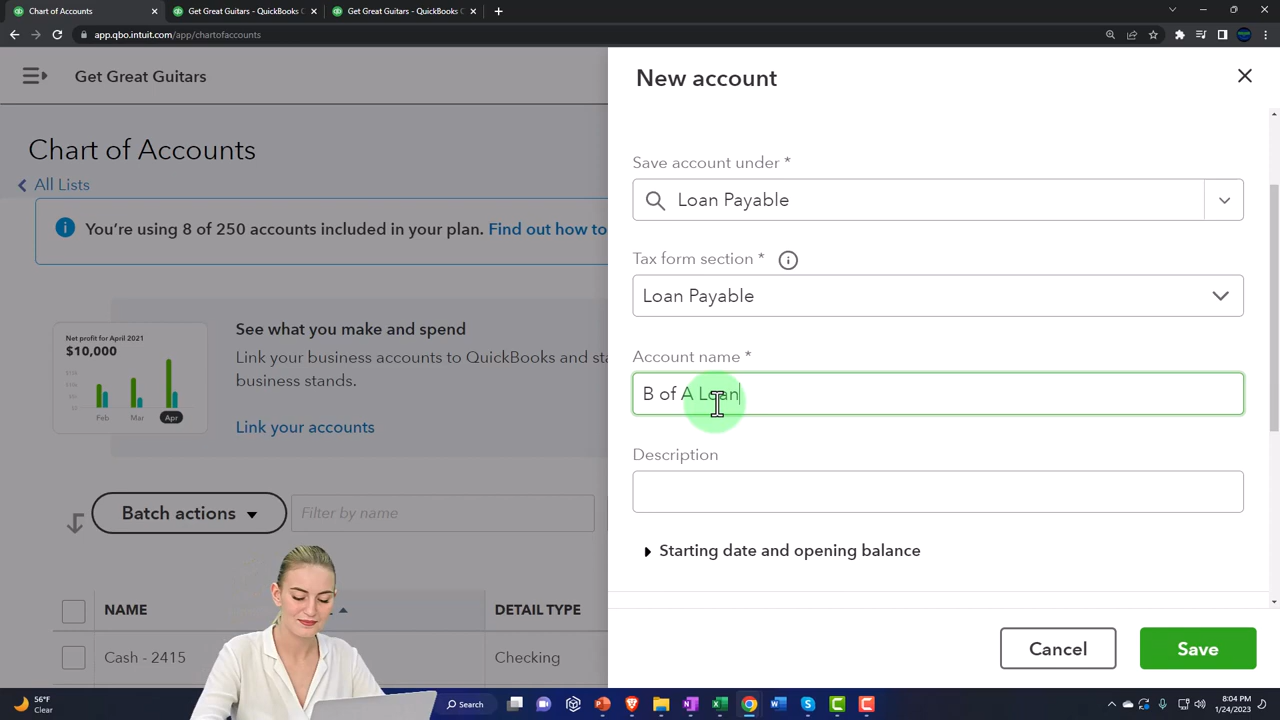 Chart of Accounts
Get Great Guitars - QuickBooks C
Get Great Guitars - QuickBooks C
app.qbo.intuit.com/app/chartofaccounts
Get Great Guitars
New account
Chart of Accounts
All Lists
You're using 8 of 250 accounts included in your plan. Find out how to
Save account under *
Loan Payable
Tax form section *
Loan Payable
Net profit for April 2021
$10,000
Feb Mar Apr
See what you make and spend
Link your business accounts to QuickBooks and
business stands.
Link your accounts
Account name *
B of A Loan
Description
Starting date and opening balance
Batch actions
Filter by name
NAME
DETAIL TYPE
Cash - 2415
Checking
Cancel
Save
56°F
Clear
Search
8:04 PM
1/24/2023